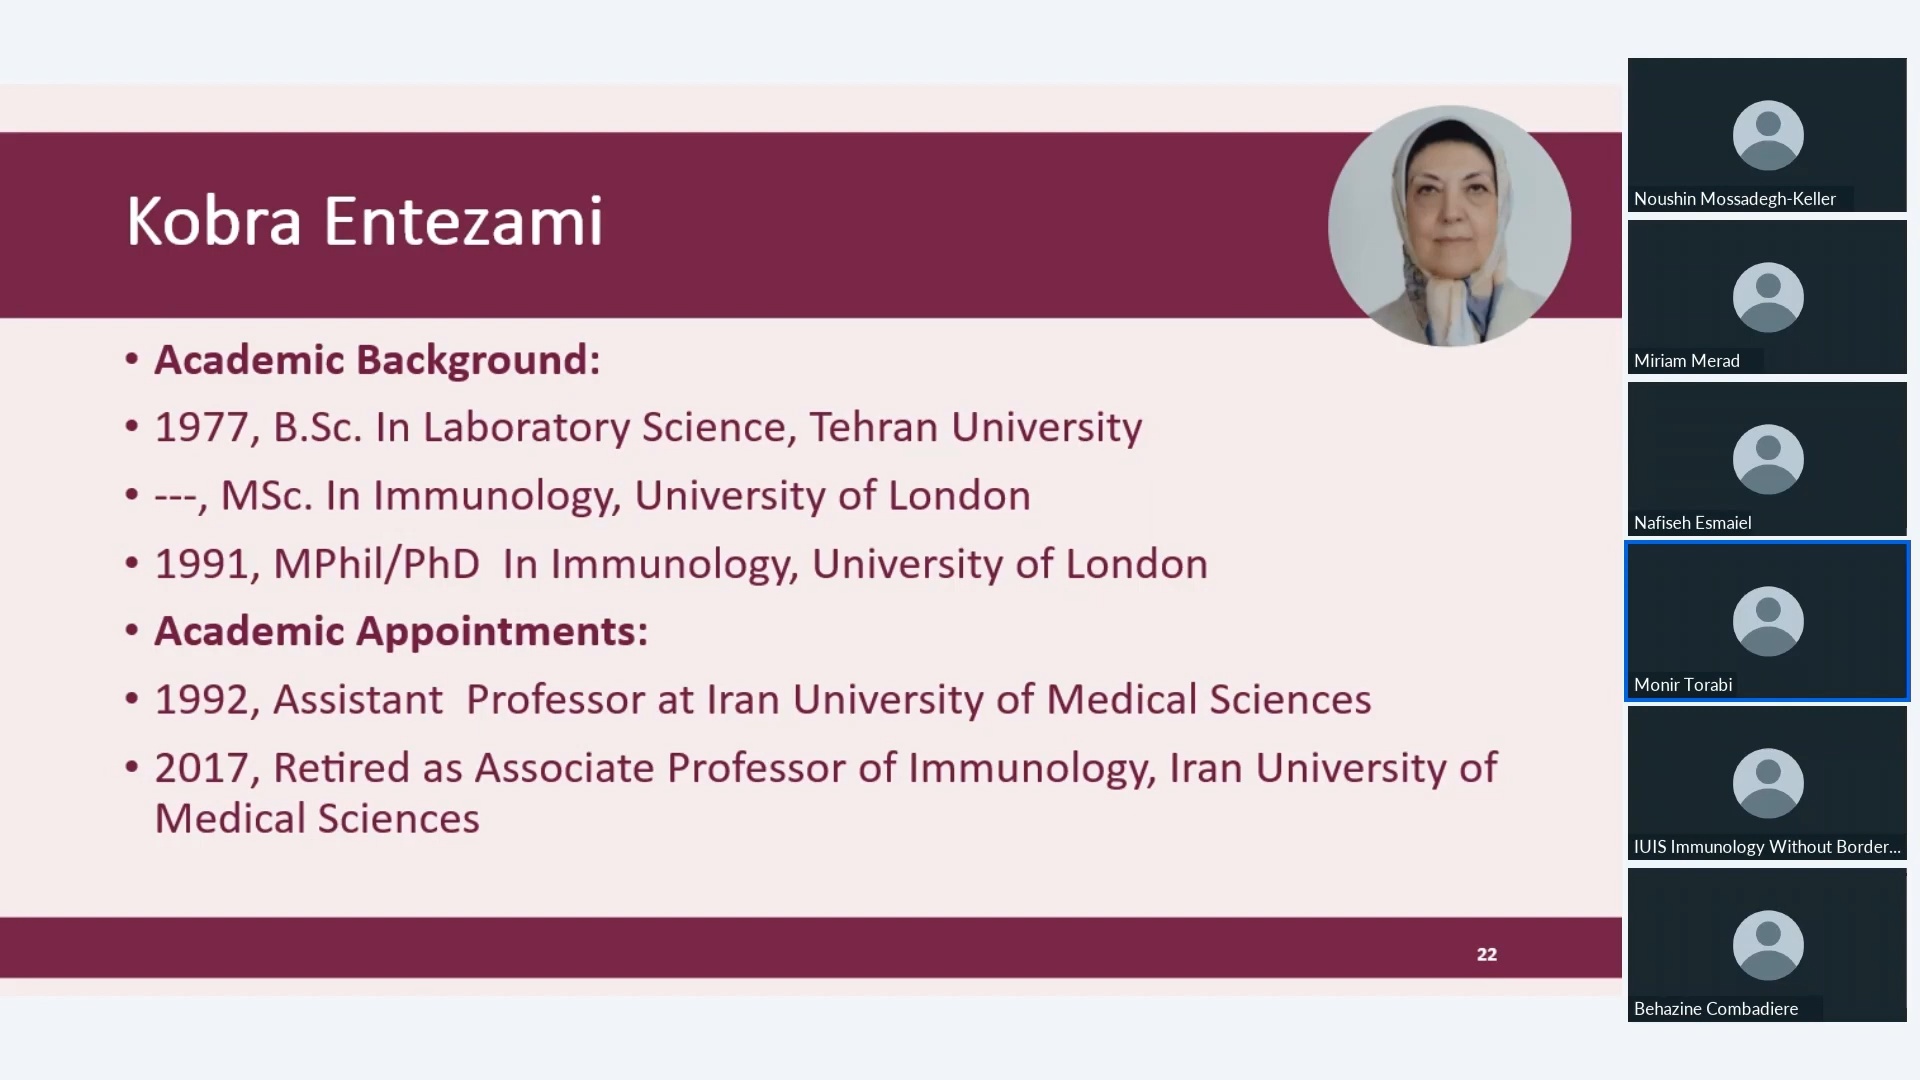 Kobra Entezami
• Academic Background:
• 1977, B.Sc. In Laboratory Science, Tehran University
• ---, MSc. In Immunology, University of London
• 1991, MPhil/PhD  In Immunology, University of London
• Academic Appointments:
• 1992, Assistant  Professor at Iran University of Medical Sciences
• 2017, Retired as Associate Professor of Immunology, Iran University of
Medical Sciences
22
Noushin Mossadegh-Keller
Miriam Merad
Nafiseh Esmaiel
Monir Torabi
IUIS Immunology Without Border...
Behazine Combadiere